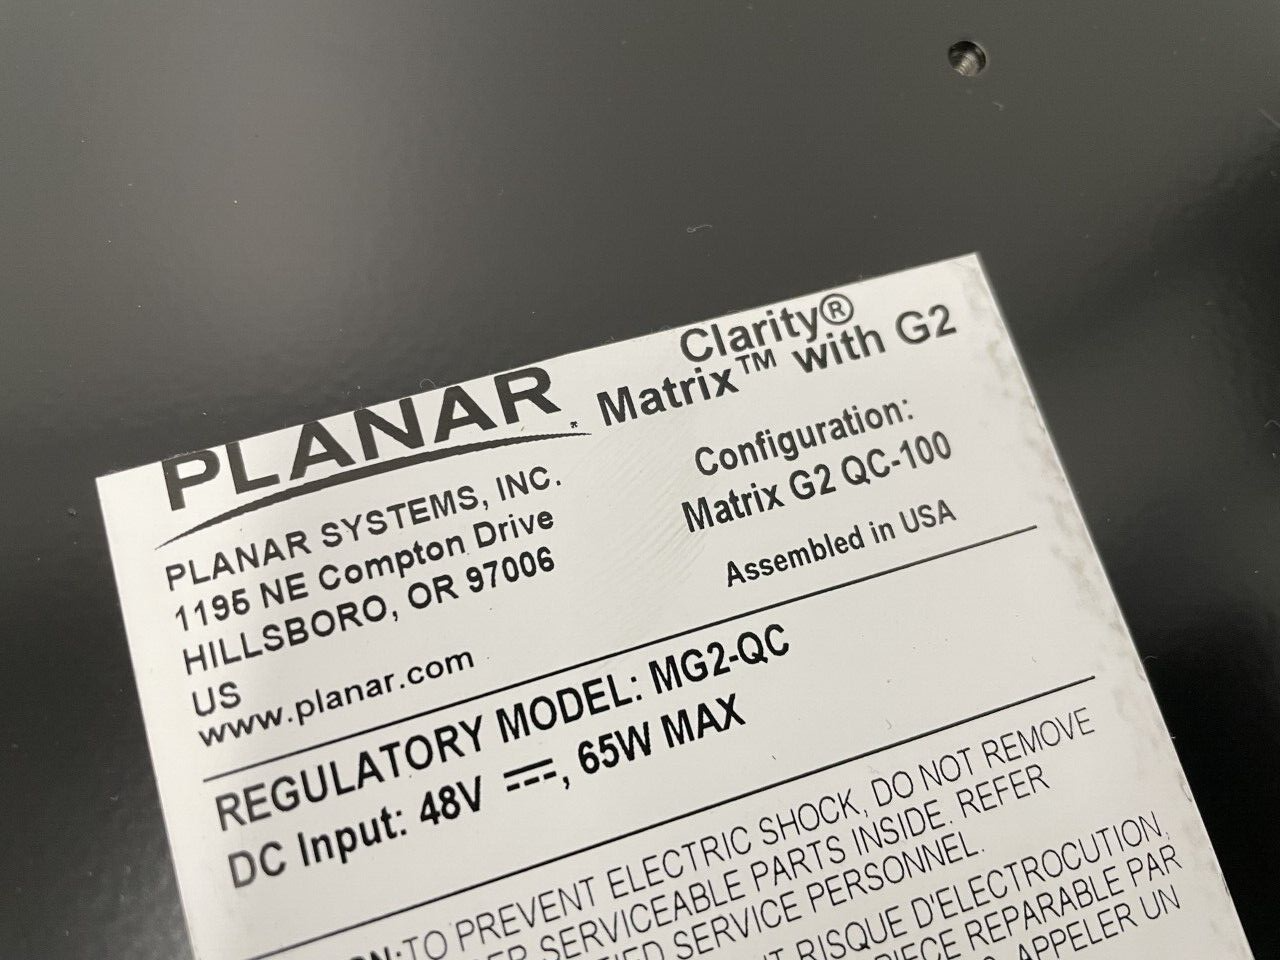 PLANAR
PLANAR SYSTEMS, INC.
1195 NE Compton Drive
HILLSBORO, OR 97006
US
www.planar.com
Clarity®
Matrix™ with G2
Configuration:
Matrix G2 QC-100
Assembled in USA
REGULATORY MODEL: MG2-QC
DC Input: 48V ⎓, 65W MAX
TO PREVENT ELECTRIC SHOCK, DO NOT REMOVE
SERVICEABLE PARTS INSIDE. REFER
SERVICE PERSONNEL.
RISQUE D'ELECTROCUTION,
REPARABLE PAR
APPELER UN